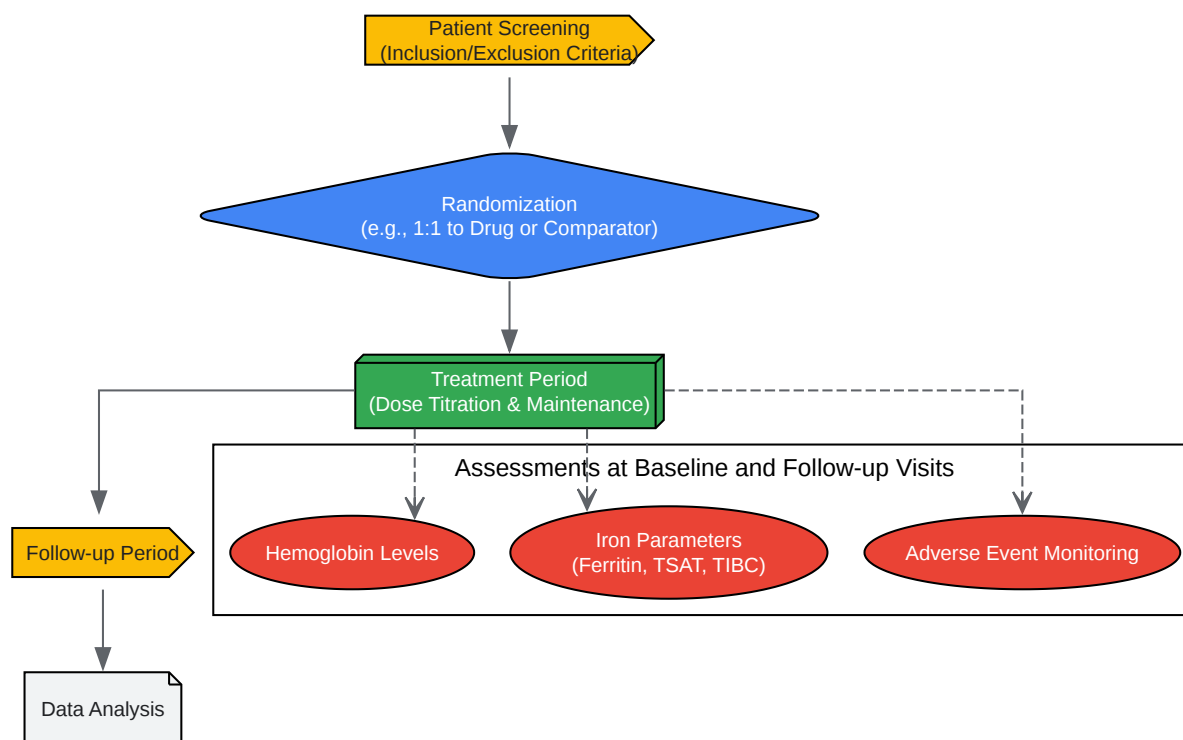 Patient Screening
(Inclusion/Exclusion Criteria)
Randomization
(e.g., 1:1 to Drug or Comparator)
Treatment Period
(Dose Titration & Maintenance)
Assessments at Baseline and Follow-up Visits
Follow-up Period
Hemoglobin Levels
Iron Parameters
(Ferritin, TSAT, TIBC)
Adverse Event Monitoring
Data Analysis